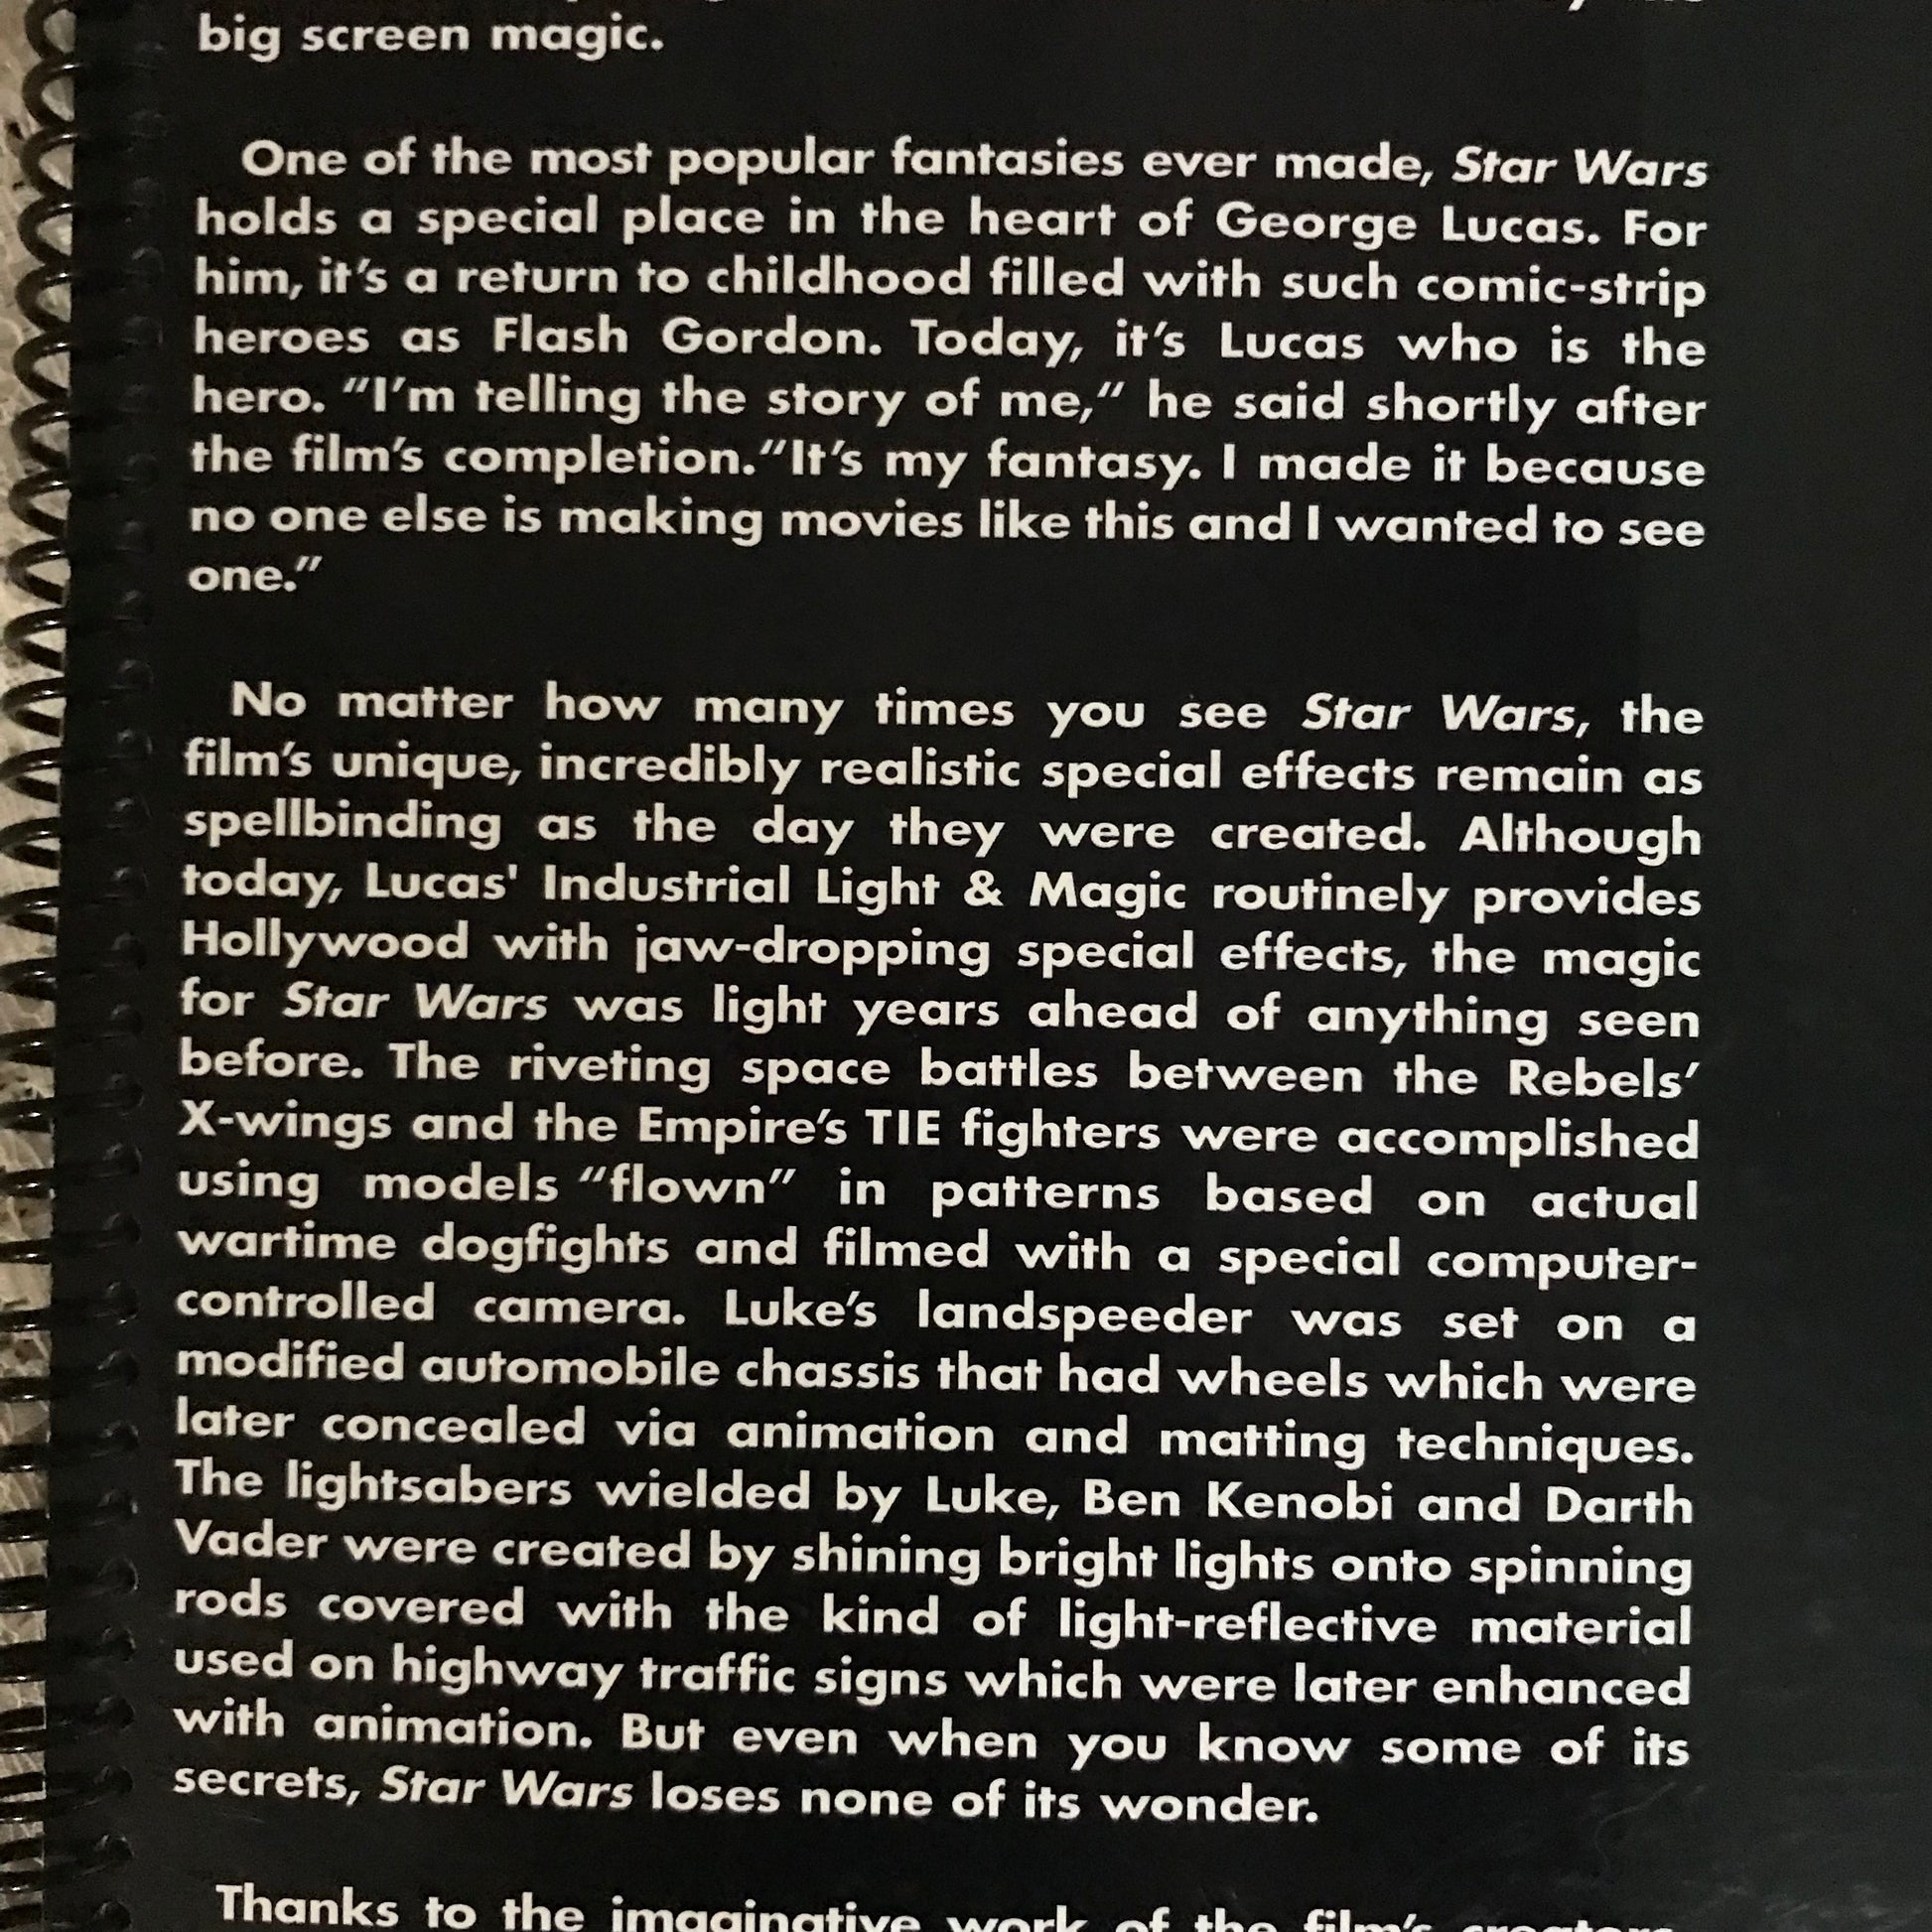 big screen magic.
One of the most popular fantasies ever made, Star Wars
holds a special place in the heart of George Lucas. For
him, it’s a return to childhood filled with such comic-strip
heroes as Flash Gordon. Today, it’s Lucas who is the
hero. “I’m telling the story of me,” he said shortly after
the film’s completion.“It’s my fantasy. I made it because
no one else is making movies like this and I wanted to see
one.”
No matter how many times you see Star Wars, the
film’s unique, incredibly realistic special effects remain as
spellbinding as the day they were created. Although
today, Lucas' Industrial Light & Magic routinely provides
Hollywood with jaw-dropping special effects, the magic
for Star Wars was light years ahead of anything seen
before. The riveting space battles between the Rebels’
X-wings and the Empire’s TIE fighters were accomplished
using models “flown” in patterns based on actual
wartime dogfights and filmed with a special computer-
controlled camera. Luke’s landspeeder was set on a
modified automobile chassis that had wheels which were
later concealed via animation and matting techniques.
The lightsabers wielded by Luke, Ben Kenobi and Darth
Vader were created by shining bright lights onto spinning
rods covered with the kind of light-reflective material
used on highway traffic signs which were later enhanced
with animation. But even when you know some of its
secrets, Star Wars loses none of its wonder.
Thanks to the imaginative work of the film’s creators